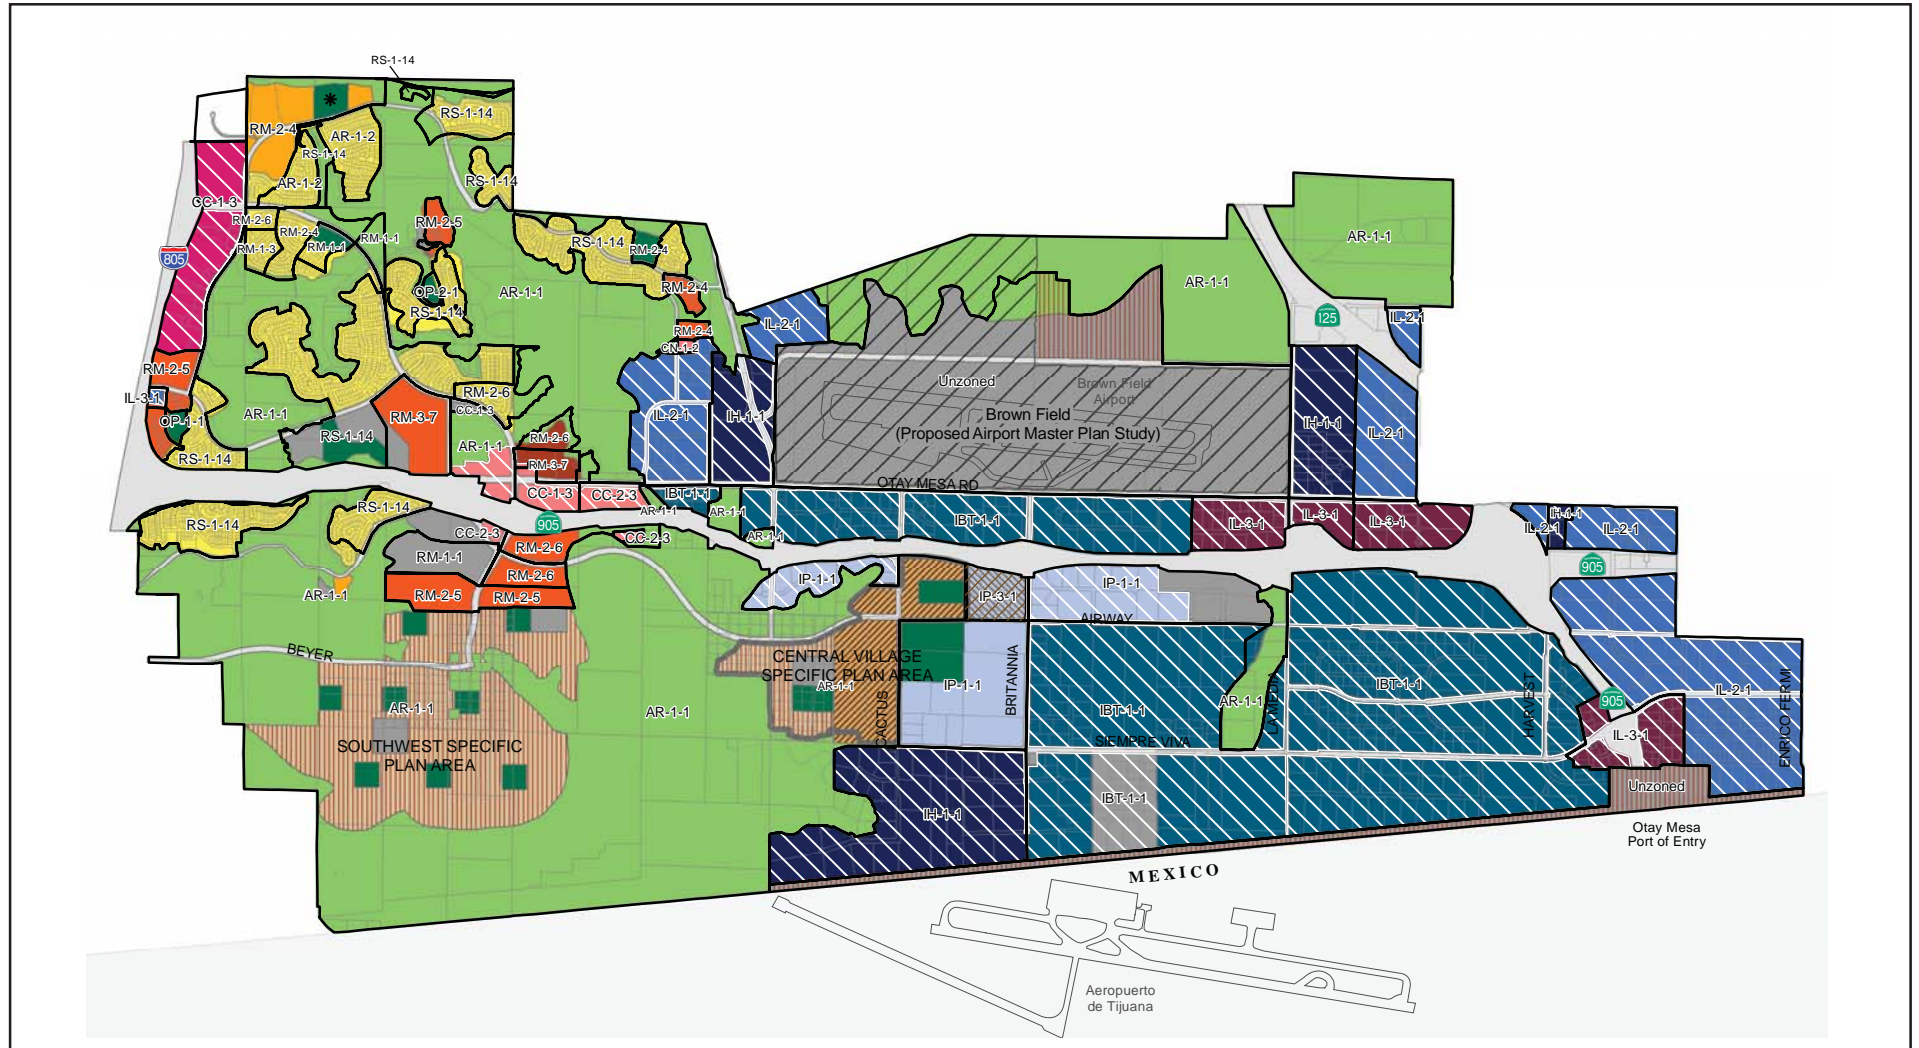 RS-1-14
RS-1-14
RM-2-4
AR-1-2
RS-1-14
AR-1-2
RS-1-14
CC-1-3
RM-2-6
RM-2-4
RM-1-3
RM-1-1
RM-1-1
RM-2-5
RS-1-14
RM-2-4
AR-1-1
805
OP-2-1
RS-1-14
AR-1-1
RM-2-4
AR-1-1
IL-2-1
125
IL-2-1
RM-2-4
CN-1-2
RM-2-5
IL-3-1
OP-1-1
AR-1-1
RS-1-14
RS-1-14
RM-3-7
RM-2-6
CC-1-3
AR-1-1
RM-2-6
RM-3-7
IL-2-1
IH-1-1
Unzoned
Brown Field
Airport
Brown Field
(Proposed Airport Master Plan Study)
IH-1-1
IL-2-1
OTAY MESA RD
CC-1-3
CC-2-3
IBT-1-1
AR-1-1
AR-1-1
AR-1-1
IBT-1-1
IL-3-1
IL-3-1
IL-3-1
IL-2-1
IH-1-1
IL-2-1
RS-1-14
RS-1-14
905
CC-2-3
CC-2-3
RM-2-6
RM-1-1
RM-2-6
RM-2-5
RM-2-5
AR-1-1
IP-1-1
IP-3-1
IP-1-1
AIRWAY
905
BEYER
CENTRAL VILLAGE
SPECIFIC PLAN AREA
AR-1-1
CACTUS
IP-1-1
BRITANNIA
IBT-1-1
AR-1-1
LA MEDIA
IBT-1-1
HARVEST
905
IL-2-1
ENRICO FERMI
AR-1-1
AR-1-1
SOUTHWEST SPECIFIC
PLAN AREA
SIEMPRE VIVA
IL-3-1
IH-1-1
IBT-1-1
Unzoned
Otay Mesa
Port of Entry
MEXICO
Aeropuerto
de Tijuana